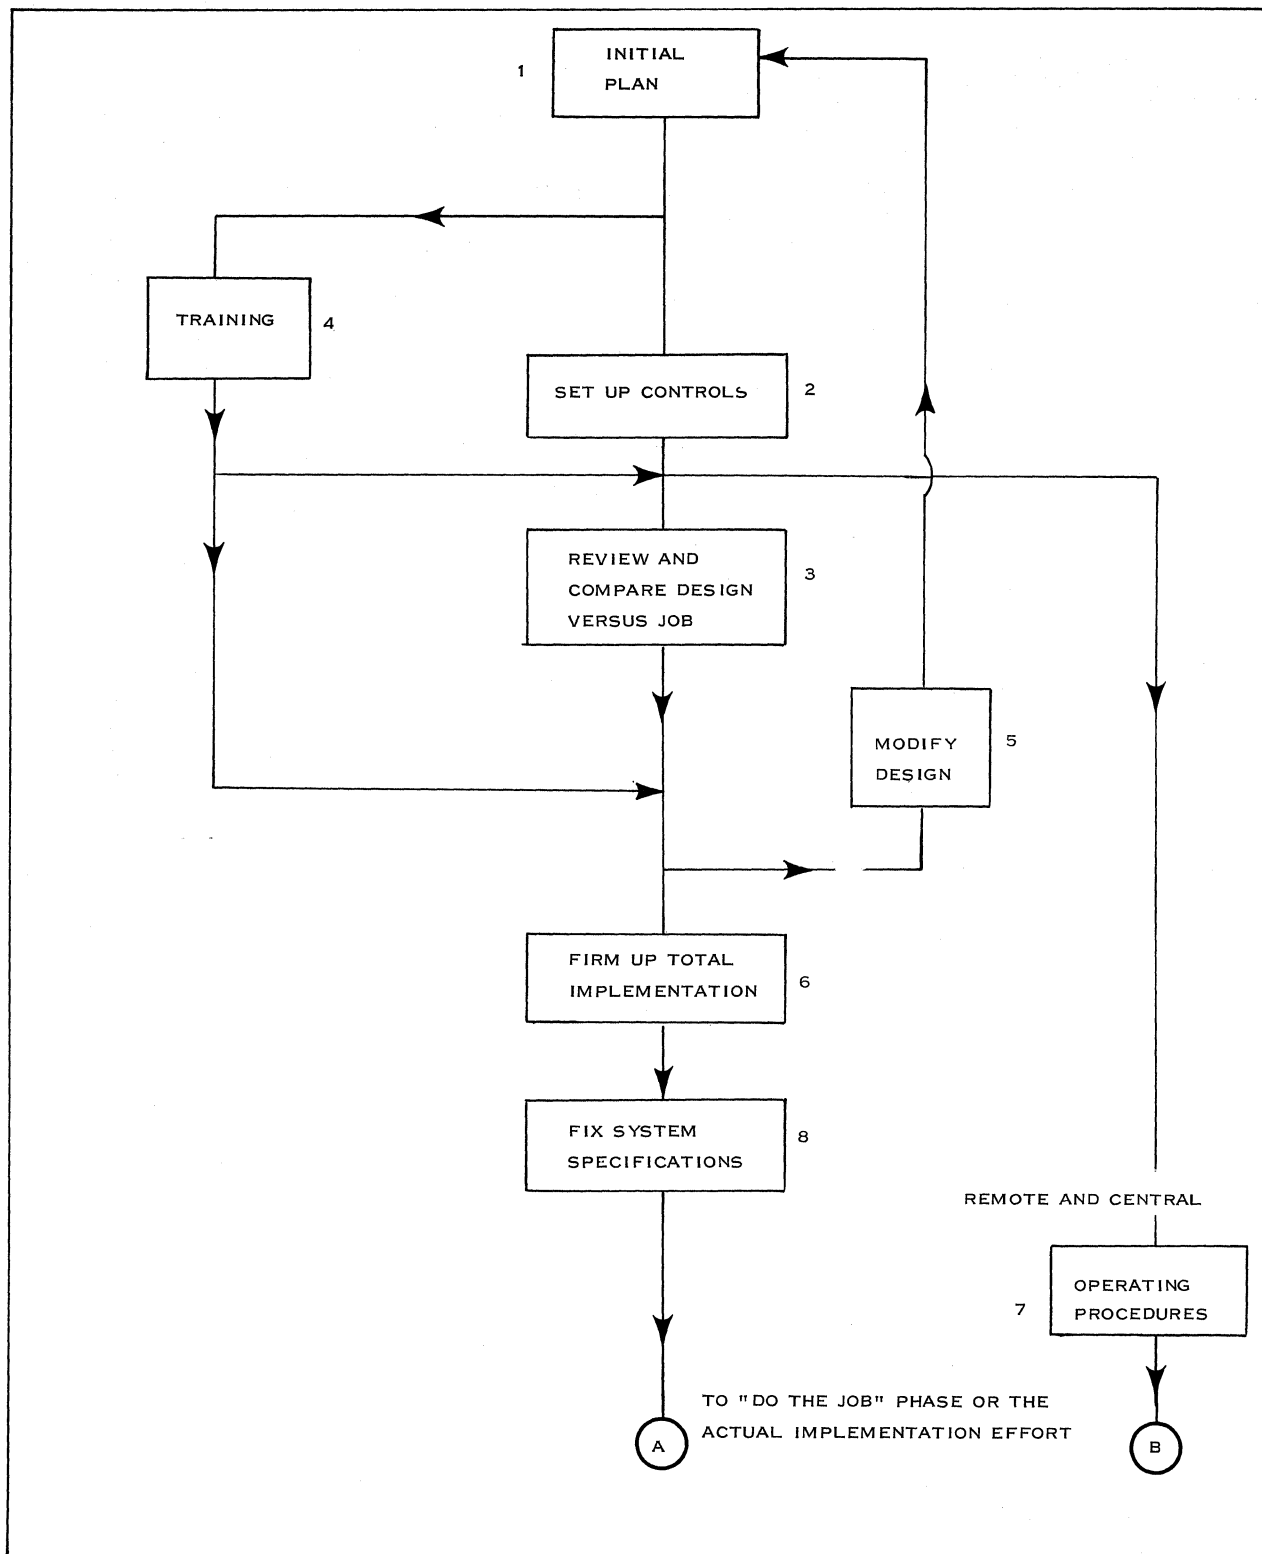 INITIAL
PLAN
1
TRAINING
4
SET UP CONTROLS
2
REVIEW AND
COMPARE DESIGN
VERSUS JOB
3
MODIFY
DESIGN
5
FIRM UP TOTAL
IMPLEMENTATION
6
FIX SYSTEM
SPECIFICATIONS
8
REMOTE AND CENTRAL
OPERATING
PROCEDURES
7
TO "DO THE JOB" PHASE OR THE
ACTUAL IMPLEMENTATION EFFORT
A
B